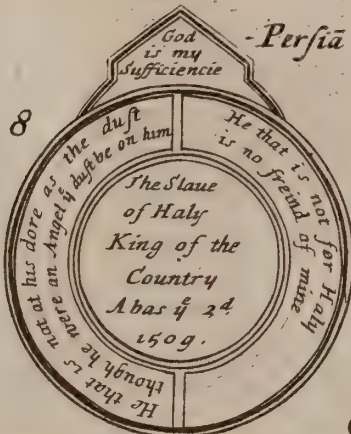 God
is my
Sufficiencie
- Perſiã
8
He that is not for Haly
is no freind of mine
He that is not at his dore as the duſt
though he were an Angel yͤ duſt be on him
The Slaue
of Haly
King of the
Country
Abas yͤ 2ᵈ
1509.